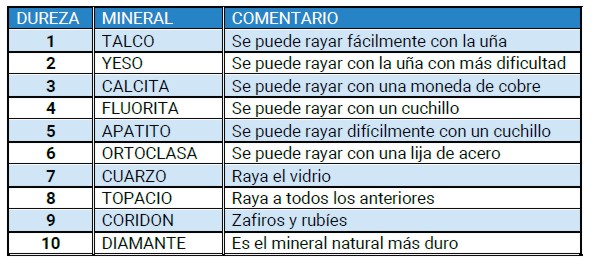 DUREZA MINERAL COMENTARIO
1 TALCO Se puede rayar fácilmente con la uña
2 YESO Se puede rayar con la uña con más dificultad
3 CALCITA Se puede rayar con una moneda de cobre
4 FLUORITA Se puede rayar con un cuchillo
5 APATITO Se puede rayar difícilmente con un cuchillo
6 ORTOCLASA Se puede rayar con una lija de acero
7 CUARZO Raya el vidrio
8 TOPACIO Raya a todos los anteriores
9 CORIDON Zafiros y rubíes
10 DIAMANTE Es el mineral natural más duro